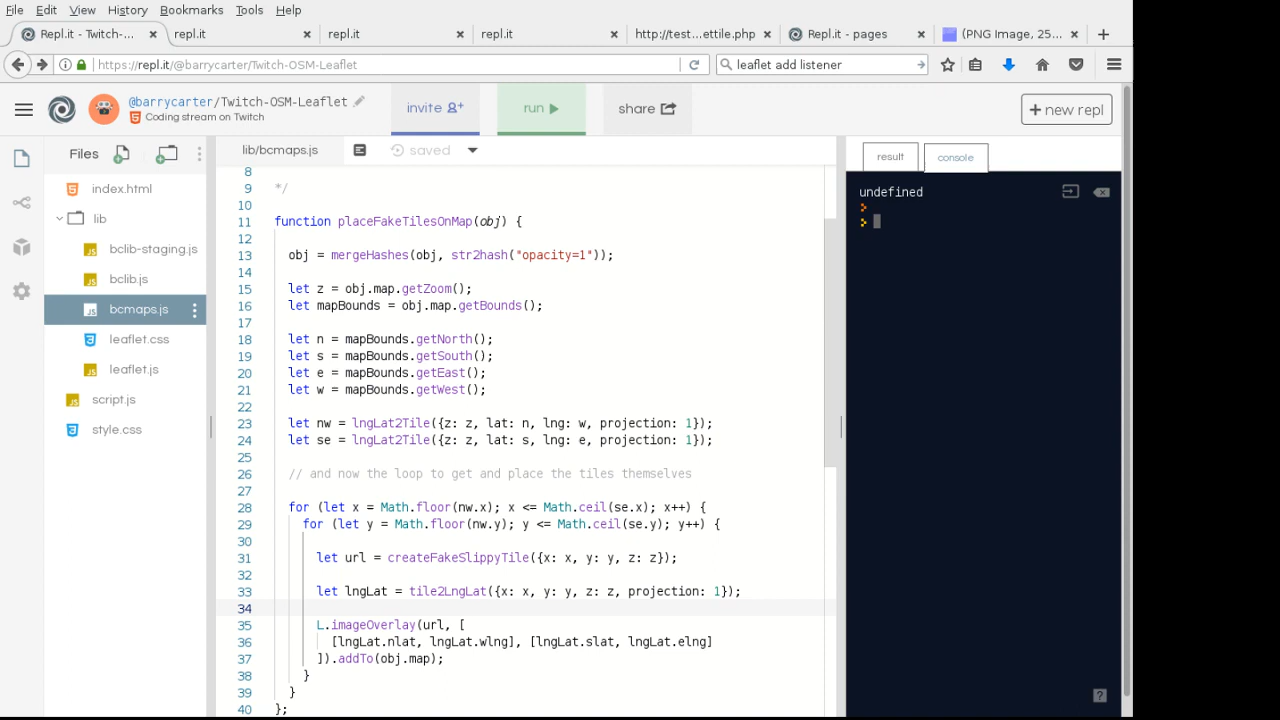 File Edit View History Bookmarks Tools Help
Repl.it - Twitch-... × repl.it × repl.it × repl.it × http://test...ettile.php × Repl.it - pages × (PNG Image, 25... × +
https://repl.it/@barrycarter/Twitch-OSM-Leaflet leaflet add listener
@barrycarter/Twitch-OSM-Leaflet
Coding stream on Twitch
invite run share + new repl
Files
index.html
lib
bclib-staging.js
bclib.js
bcmaps.js
leaflet.css
leaflet.js
script.js
style.css
lib/bcmaps.js saved
8
9 */
10
11 function placeFakeTilesOnMap(obj) {
12
13 obj = mergeHashes(obj, str2hash("opacity=1"));
14
15 let z = obj.map.getZoom();
16 let mapBounds = obj.map.getBounds();
17
18 let n = mapBounds.getNorth();
19 let s = mapBounds.getSouth();
20 let e = mapBounds.getEast();
21 let w = mapBounds.getWest();
22
23 let nw = lngLat2Tile({z: z, lat: n, lng: w, projection: 1});
24 let se = lngLat2Tile({z: z, lat: s, lng: e, projection: 1});
25
26 // and now the loop to get and place the tiles themselves
27
28 for (let x = Math.floor(nw.x); x <= Math.ceil(se.x); x++) {
29 for (let y = Math.floor(nw.y); y <= Math.ceil(se.y); y++) {
30
31 let url = createFakeSlippyTile({x: x, y: y, z: z});
32
33 let lngLat = tile2LngLat({x: x, y: y, z: z, projection: 1});
34
35 L.imageOverlay(url, [
36 [lngLat.nlat, lngLat.wlng], [lngLat.slat, lngLat.elng]
37 ]).addTo(obj.map);
38 }
39 }
40 };
result console
undefined
>
>
?